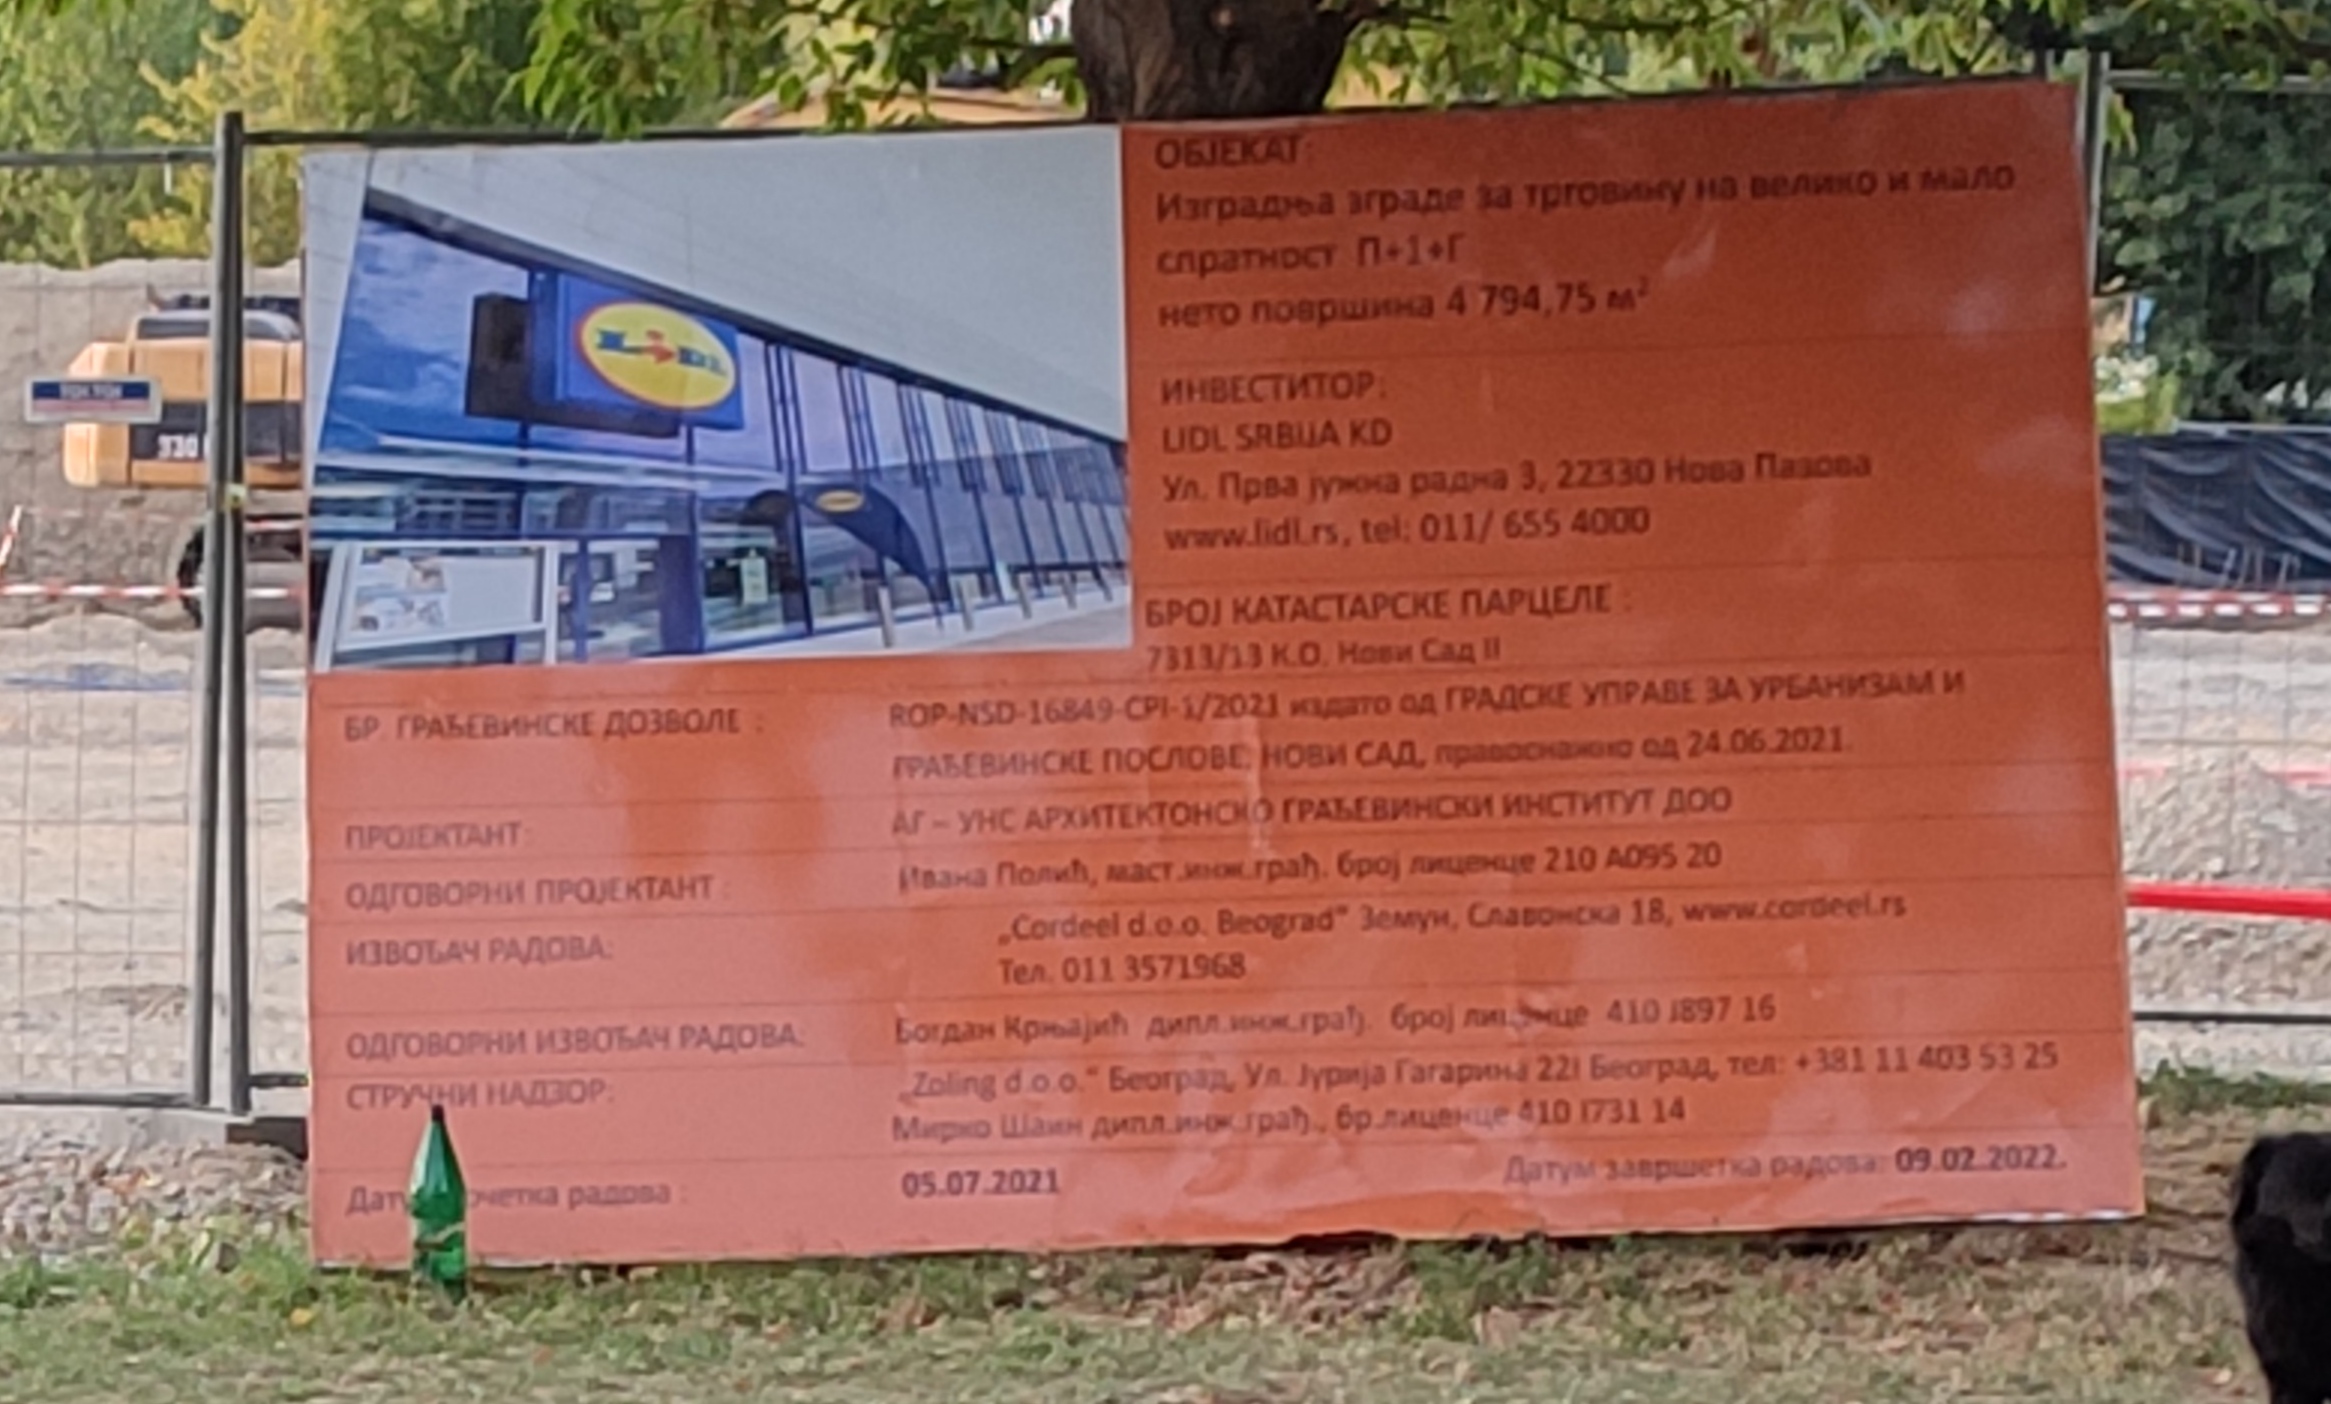 LIDL
ОБЈЕКАТ:
Изградња зграде за трговину на велико и мало
спратност П+1+Г
нето површина 4 794,75 м²
ИНВЕСТИТОР:
LIDL SRBIJA KD
Ул. Прва јужна радна 3, 22330 Нова Пазова
www.lidl.rs, tel: 011/ 655 4000
БРОЈ КАТАСТАРСКЕ ПАРЦЕЛЕ :
7313/13 К.О. Нови Сад II
БР. ГРАЂЕВИНСКЕ ДОЗВОЛЕ : ROP-NSD-16849-CPI-1/2021 издато од ГРАДСКЕ УПРАВЕ ЗА УРБАНИЗАМ И
ГРАЂЕВИНСКЕ ПОСЛОВЕ, НОВИ САД, правоснажно од 24.06.2021.
ПРОЈЕКТАНТ: АГ – УНС АРХИТЕКТОНСКО ГРАЂЕВИНСКИ ИНСТИТУТ ДОО
ОДГОВОРНИ ПРОЈЕКТАНТ : Ивана Полић, маст.инж.грађ. број лиценце 210 А095 20
ИЗВОЂАЧ РАДОВА: „Cordeel d.o.o. Beograd“ Земун, Славонска 18, www.cordeel.rs
Тел. 011 3571968
ОДГОВОРНИ ИЗВОЂАЧ РАДОВА: Богдан Крњајић дипл.инж.грађ. број лиценце 410 J897 16
СТРУЧНИ НАДЗОР: „Zoling d.o.o.“ Београд, Ул. Јурија Гагарина 22I Београд, тел: +381 11 403 53 25
Мирко Шаин дипл.инж.грађ., бр.лиценце 410 I731 14
радова : 05.07.2021 Датум завршетка радова: 09.02.2022.
330